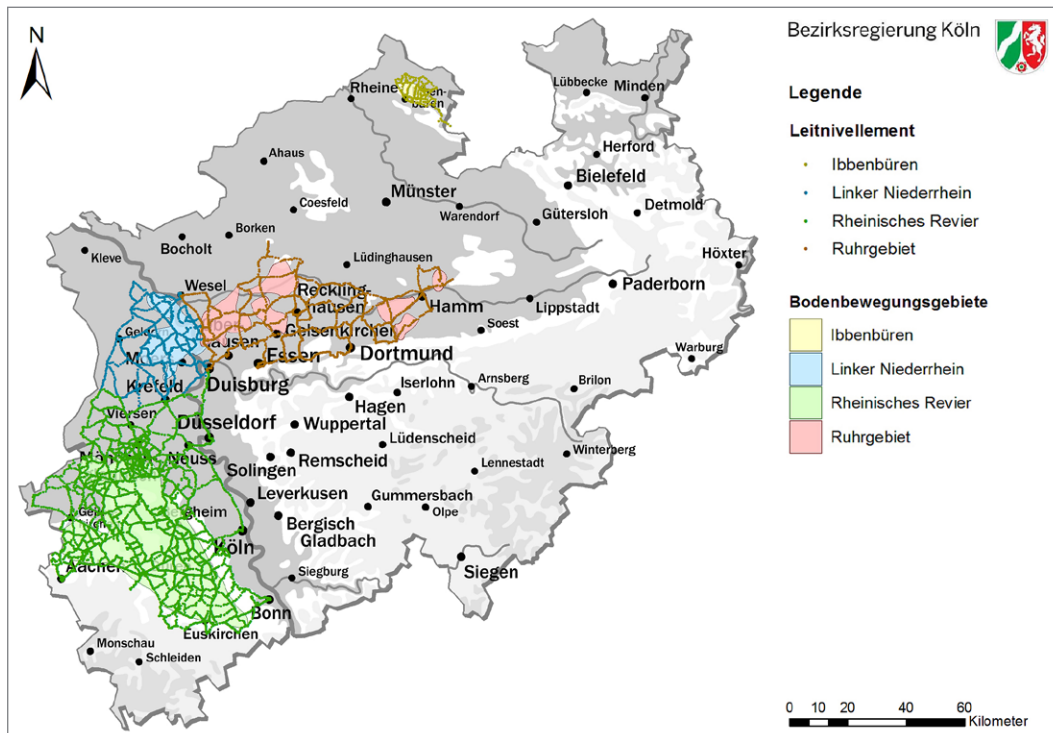 N
Bezirksregierung Köln
Legende
Leitnivellement
Ibbenbüren
Linker Niederrhein
Rheinisches Revier
Ruhrgebiet
Bodenbewegungsgebiete
Ibbenbüren
Linker Niederrhein
Rheinisches Revier
Ruhrgebiet
Rheine
Lübbecke
Minden
Ahaus
Herford
Bielefeld
Münster
Coesfeld
Warendorf
Gütersloh
Detmold
Borken
Bocholt
Kleve
Höxter
Lüdinghausen
Wesel
Reckling-
hausen
Hamm
Lippstadt
Paderborn
Soest
Gelsenkirchen
Essen
Dortmund
Duisburg
Krefeld
Iserlohn
Arnsberg
Brilon
Warburg
Hagen
Viersen
Düsseldorf
Wuppertal
Neuss
Lüdenscheid
Winterberg
Solingen
Remscheid
Lennestadt
Leverkusen
Gummersbach
Olpe
Bergisch
Gladbach
Köln
Siegen
Aachen
Siegburg
Bonn
Euskirchen
Monschau
Schleiden
0 10 20 40 60
Kilometer